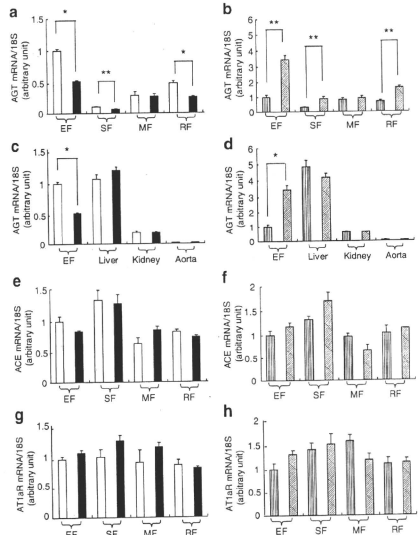 a
AGT mRNA/18S
(arbitrary unit)
1.5
1
0.5
0
*
**
*
EF SF MF RF
b
AGT mRNA/18S
(arbitrary unit)
6
5
4
3
2
1
0
**
**
**
EF SF MF RF
c
AGT mRNA/18S
(arbitrary unit)
1.5
1
0.5
0
*
EF Liver Kidney Aorta
d
AGT mRNA/18S
(arbitrary unit)
6
5
4
3
2
1
0
*
EF Liver Kidney Aorta
e
ACE mRNA/18S
(arbitrary unit)
1.5
1
0.5
0
EF SF MF RF
f
ACE mRNA/18S
(arbitrary unit)
2
1.5
1
0.5
0
EF SF MF RF
g
AT1aR mRNA/18S
(arbitrary unit)
1.5
1
0.5
0
EF SF MF RF
h
AT1aR mRNA/18S
(arbitrary unit)
2
1.5
1
0.5
0
EF SF MF RF